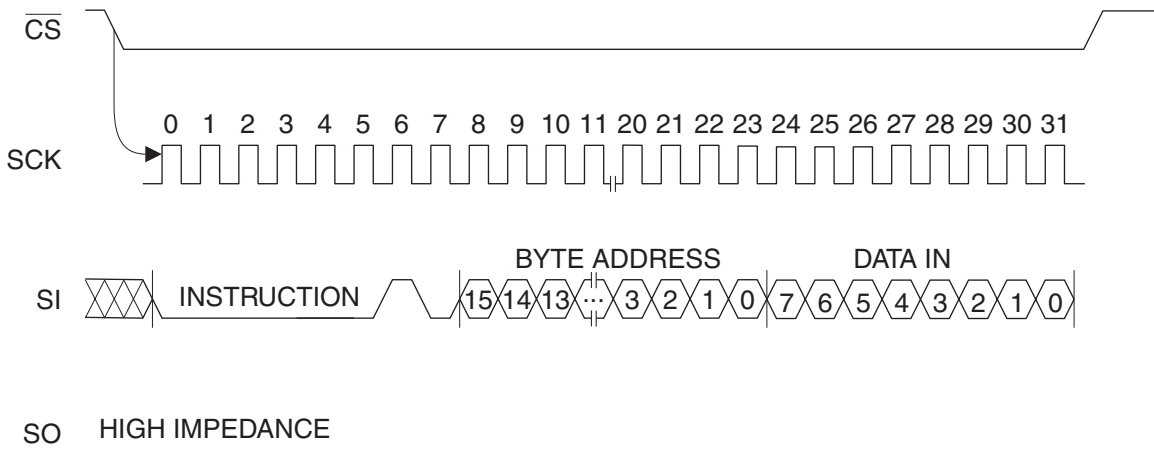 CS
0 1 2 3 4 5 6 7 8 9 10 11 20 21 22 23 24 25 26 27 28 29 30 31
SCK
BYTE ADDRESS DATA IN
SI INSTRUCTION 15 14 13 ... 3 2 1 0 7 6 5 4 3 2 1 0
SO HIGH IMPEDANCE